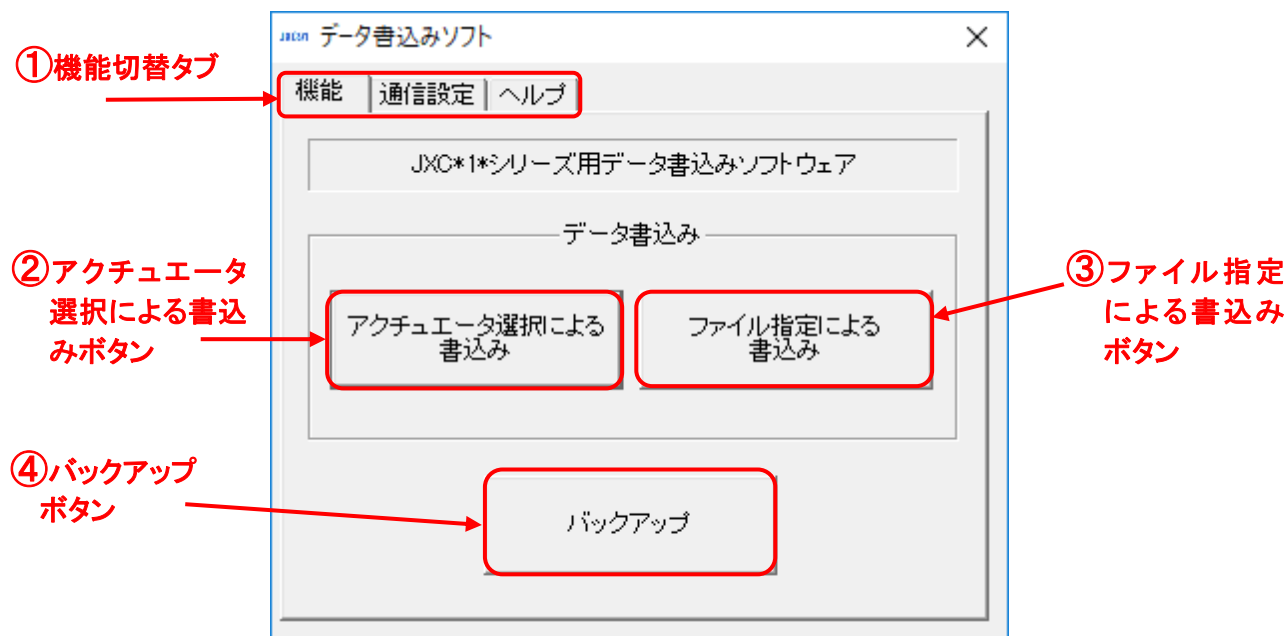 データ書込みソフト
①機能切替タブ
機能 通信設定 ヘルプ
JXC*1*シリーズ用データ書込みソフトウェア
データ書込み
②アクチュエータ
選択による書込
みボタン
アクチュエータ選択による
書込み
ファイル指定による
書込み
③ファイル指定
による書込み
ボタン
④バックアップ
ボタン
バックアップ